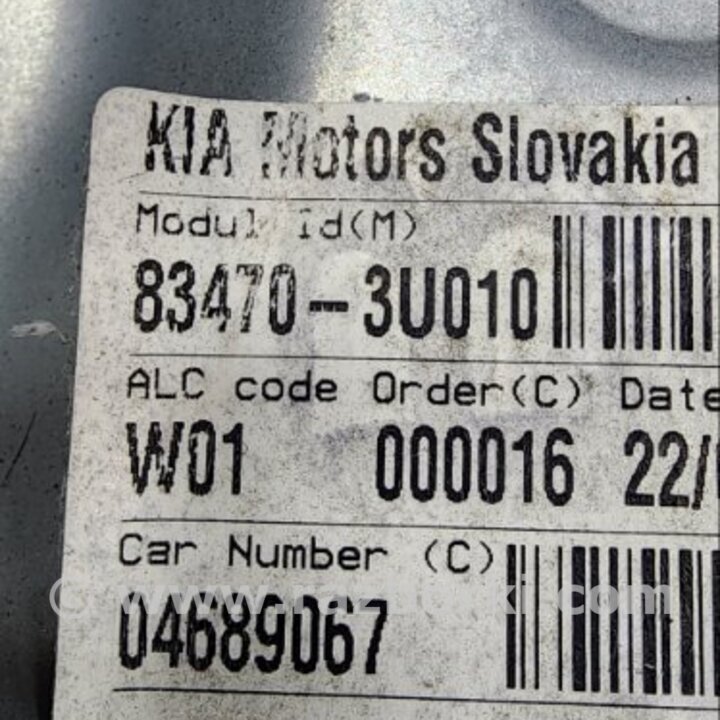 KIA Motors Slovakia
Modul Id(M)
83470-3U010
ALC code Order(C) Date
W01 000016 22/
Car Number (C)
04689067